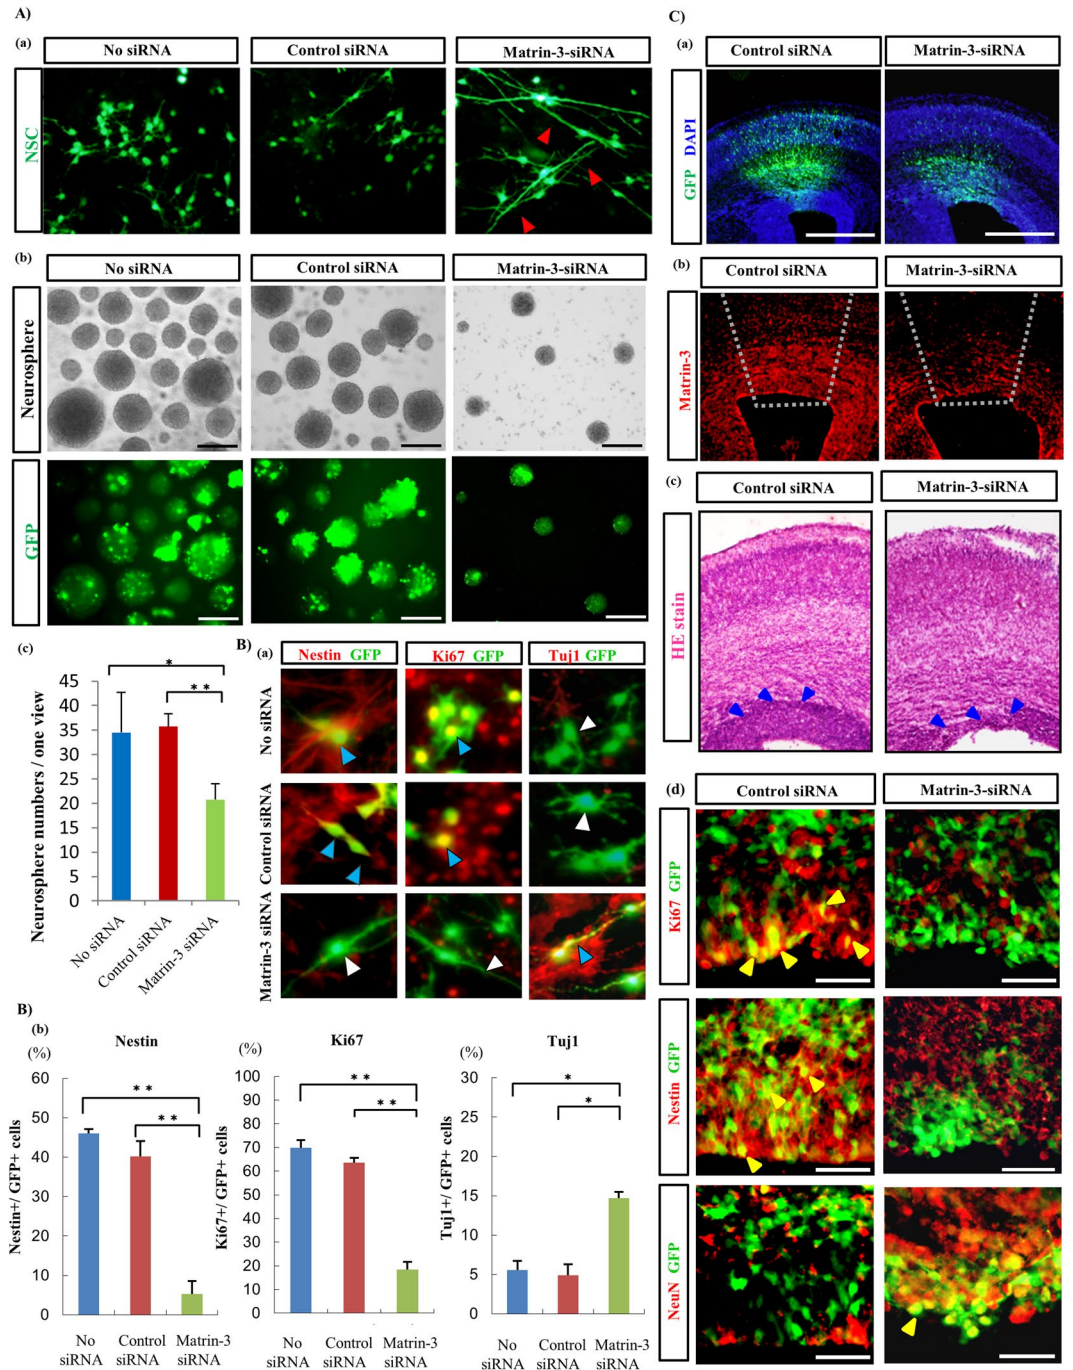 A)
(a)
No siRNA
Control siRNA
Matrin-3-siRNA
NSC
(b)
No siRNA
Control siRNA
Matrin-3-siRNA
Neurosphere
GFP
(c)
*
* *
45
40
35
30
25
20
15
10
5
0
Neurosphere numbers / one view
No siRNA
Control siRNA
Matrin-3 siRNA
B)
(a)
Nestin GFP
Ki67 GFP
Tuj1 GFP
No siRNA
Control siRNA
Matrin-3 siRNA
B)
(b)
Nestin
(%)
60
50
40
30
20
10
0
Nestin+/ GFP+ cells
* *
* *
No siRNA
Control siRNA
Matrin-3 siRNA
Ki67
(%)
100
90
80
70
60
50
40
30
20
10
0
Ki67+/ GFP+ cells
* *
* *
No siRNA
Control siRNA
Matrin-3 siRNA
Tuj1
(%)
30
25
20
15
10
5
0
Tuj1+/ GFP+ cells
*
*
No siRNA
Control siRNA
Matrin-3 siRNA
C)
(a)
Control siRNA
Matrin-3-siRNA
GFP DAPI
(b)
Control siRNA
Matrin-3-siRNA
Matrin-3
(c)
Control siRNA
Matrin-3-siRNA
HE stain
(d)
Control siRNA
Matrin-3-siRNA
Ki67 GFP
Nestin GFP
NeuN GFP